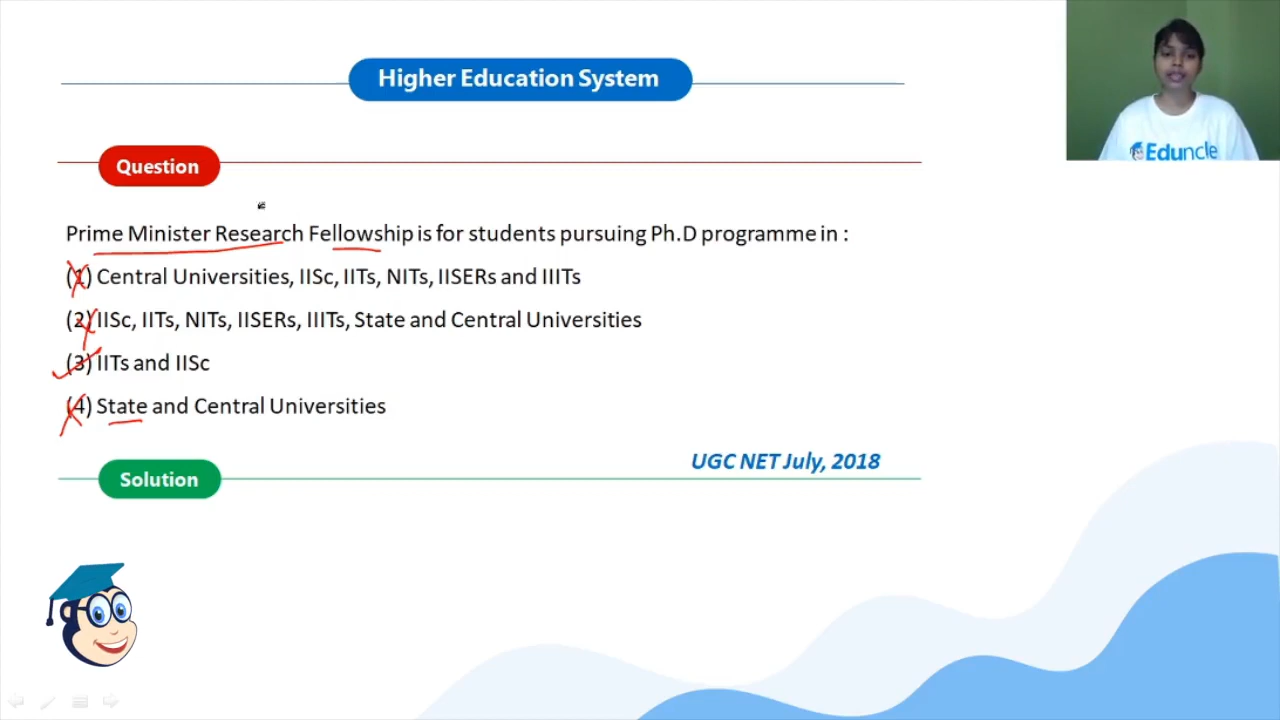 Higher Education System
Question
Prime Minister Research Fellowship is for students pursuing Ph.D programme in :
(1) Central Universities, IISc, IITs, NITs, IISERs and IIITs
(2) IISc, IITs, NITs, IISERs, IIITs, State and Central Universities
(3) IITs and IISc
(4) State and Central Universities
UGC NET July, 2018
Solution
Eduncle